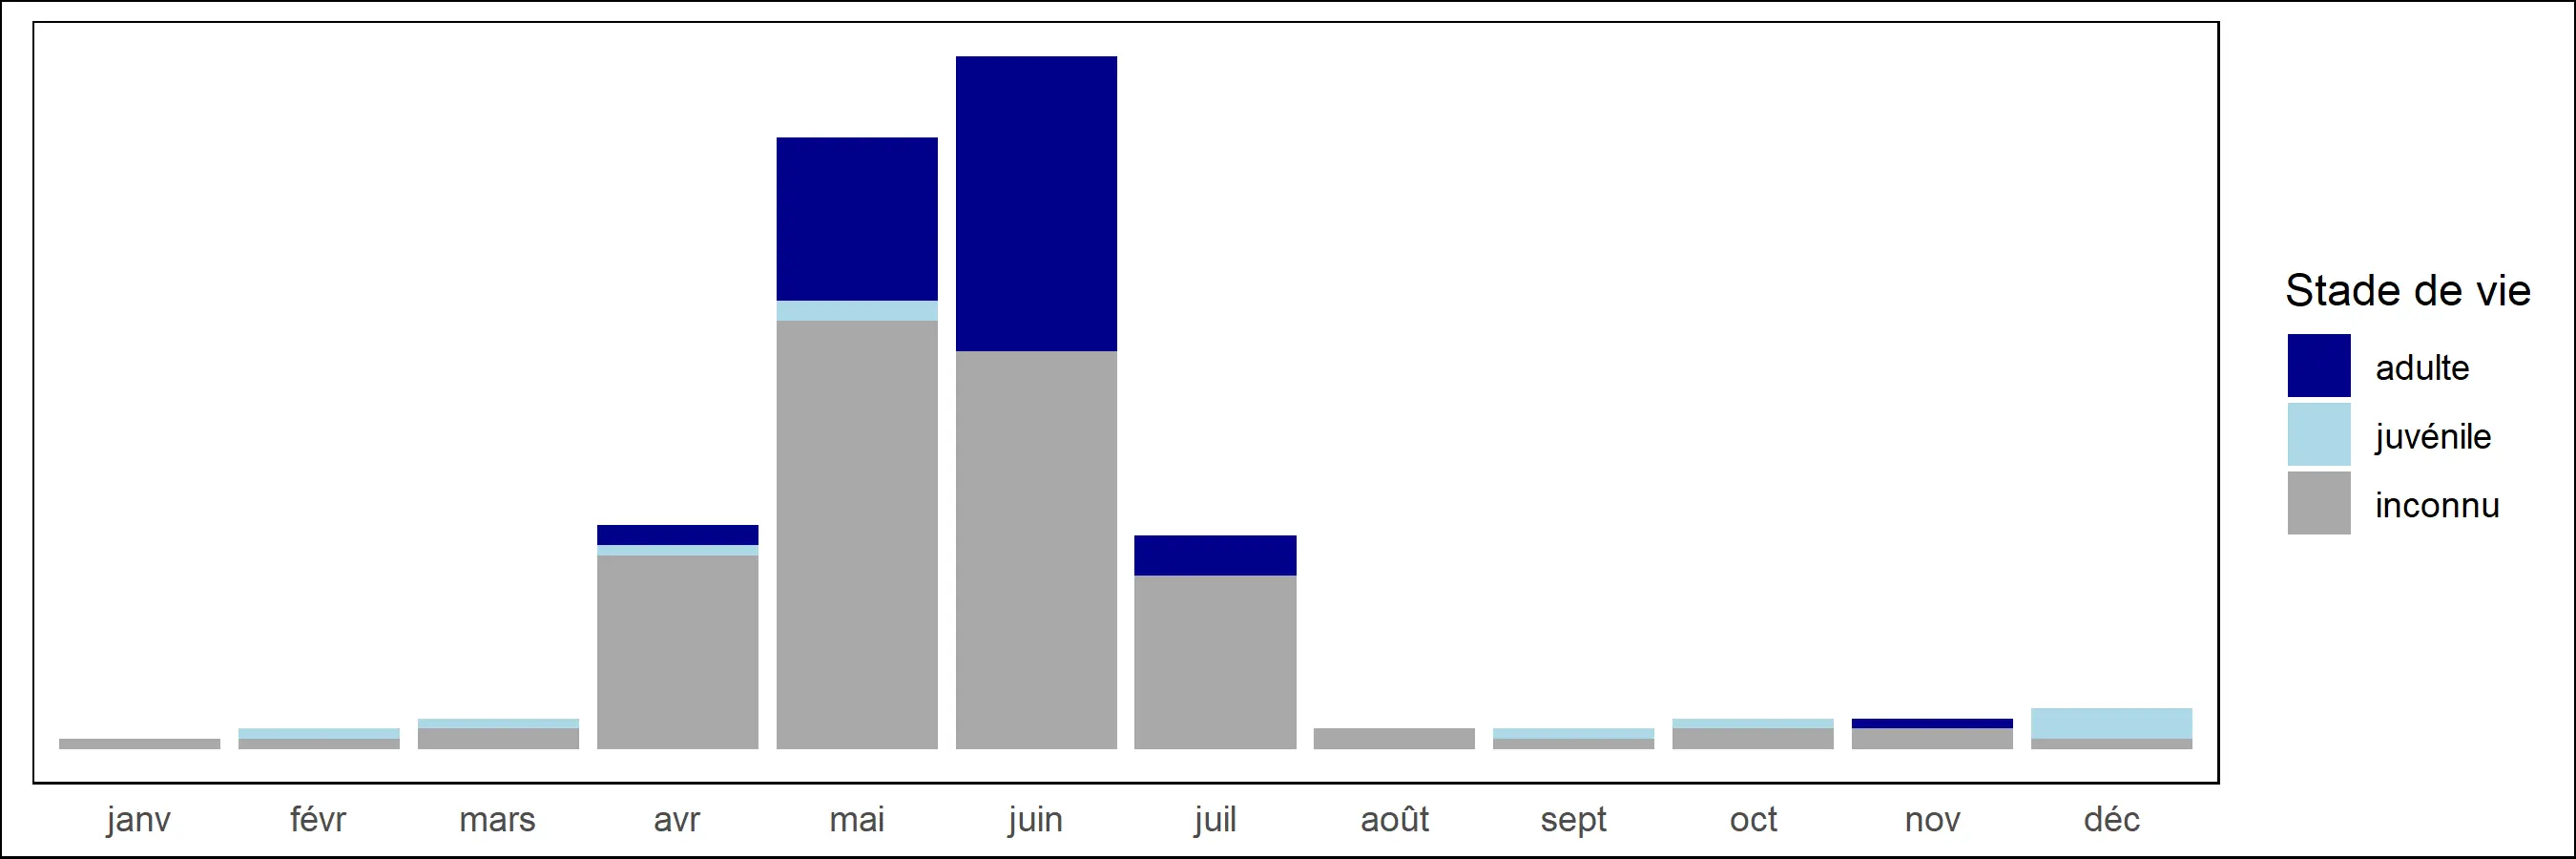 Stade de vie
adulte
juvénile
inconnu
janv févr mars avr mai juin juil août sept oct nov déc